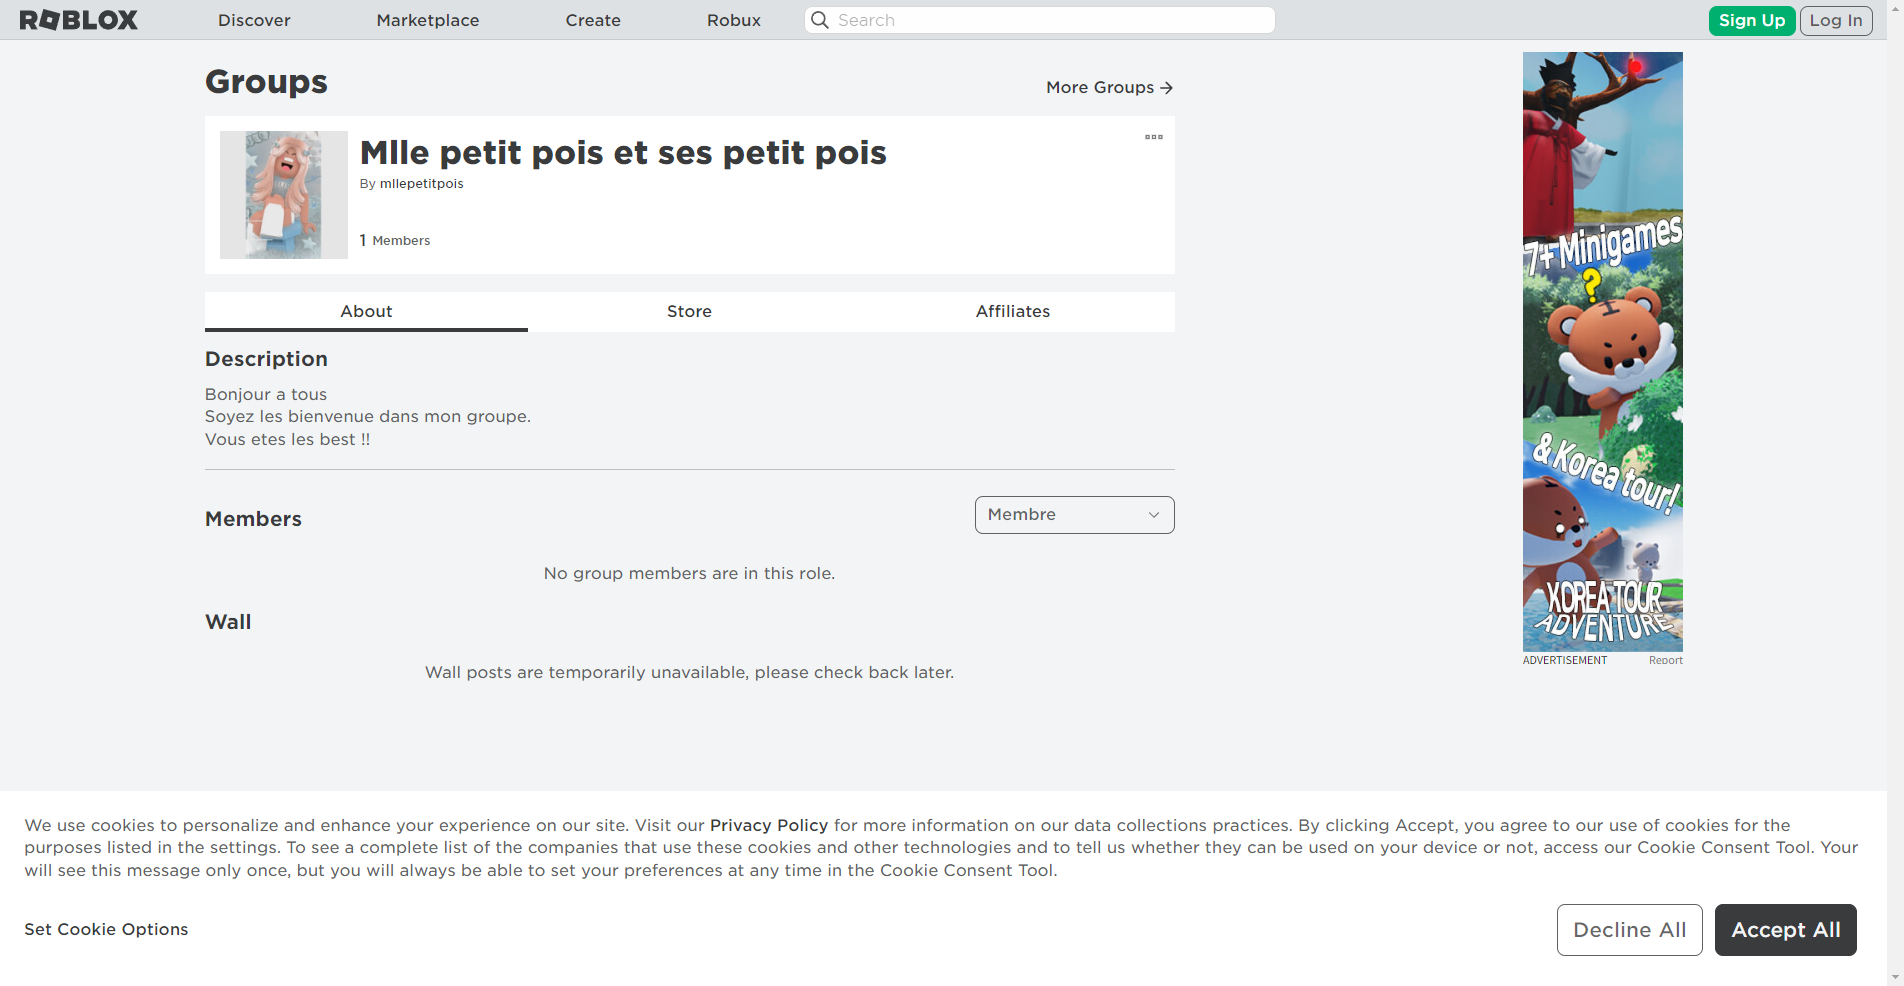 ROBLOX
Discover
Marketplace
Create
Robux
Search
Sign Up
Log In
Groups
More Groups
Mlle petit pois et ses petit pois
By mllepetitpois
1 Members
About
Store
Affiliates
Description
Bonjour a tous
Soyez les bienvenue dans mon groupe.
Vous etes les best !!
Members
Membre
No group members are in this role.
Wall
Wall posts are temporarily unavailable, please check back later.
7+ Minigames
?
& Korea tour!
KOREA TOUR
ADVENTURE
ADVERTISEMENT
Report
We use cookies to personalize and enhance your experience on our site. Visit our Privacy Policy for more information on our data collections practices. By clicking Accept, you agree to our use of cookies for the
purposes listed in the settings. To see a complete list of the companies that use these cookies and other technologies and to tell us whether they can be used on your device or not, access our Cookie Consent Tool. Your
will see this message only once, but you will always be able to set your preferences at any time in the Cookie Consent Tool.
Set Cookie Options
Decline All
Accept All